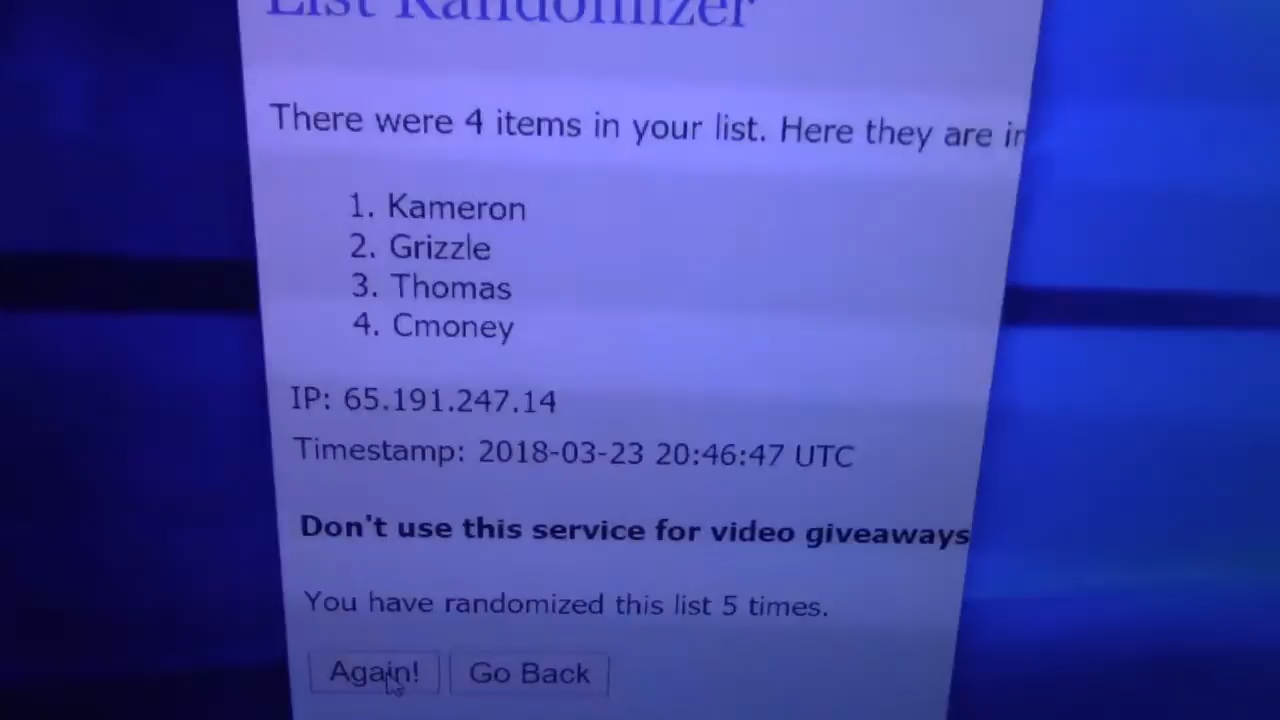 List Randomizer
There were 4 items in your list. Here they are in
1. Kameron
2. Grizzle
3. Thomas
4. Cmoney
IP: 65.191.247.14
Timestamp: 2018-03-23 20:46:47 UTC
Don't use this service for video giveaways
You have randomized this list 5 times.
Again!
Go Back